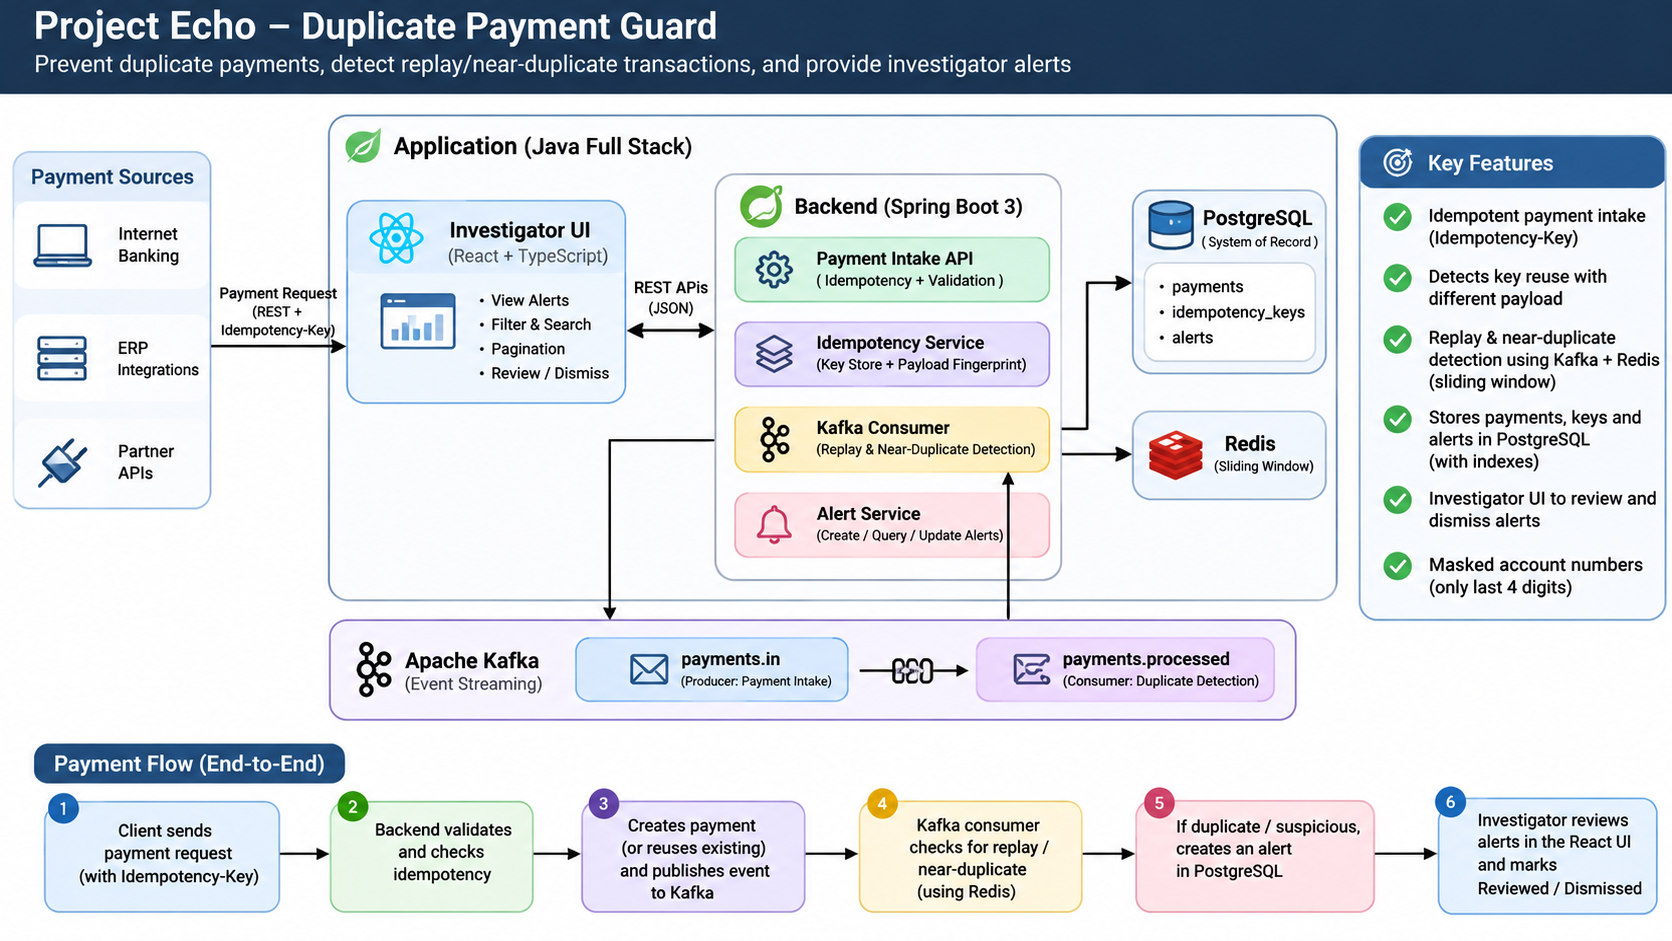 Project Echo – Duplicate Payment Guard
Prevent duplicate payments, detect replay/near-duplicate transactions, and provide investigator alerts
Payment Sources
Internet
Banking
ERP
Integrations
Partner
APIs
Payment Request
(REST +
Idempotency-Key)
Application (Java Full Stack)
Investigator UI
(React + TypeScript)
• View Alerts
• Filter & Search
• Pagination
• Review / Dismiss
REST APIs
(JSON)
Backend (Spring Boot 3)
Payment Intake API
( Idempotency + Validation )
Idempotency Service
(Key Store + Payload Fingerprint)
Kafka Consumer
(Replay & Near-Duplicate Detection)
Alert Service
(Create / Query / Update Alerts)
PostgreSQL
( System of Record )
• payments
• idempotency_keys
• alerts
Redis
(Sliding Window)
Key Features
Idempotent payment intake
(Idempotency-Key)
Detects key reuse with
different payload
Replay & near-duplicate
detection using Kafka + Redis
(sliding window)
Stores payments, keys and
alerts in PostgreSQL
(with indexes)
Investigator UI to review and
dismiss alerts
Masked account numbers
(only last 4 digits)
Apache Kafka
(Event Streaming)
payments.in
(Producer: Payment Intake)
payments.processed
(Consumer: Duplicate Detection)
Payment Flow (End-to-End)
1
Client sends
payment request
(with Idempotency-Key)
2
Backend validates
and checks
idempotency
3
Creates payment
(or reuses existing)
and publishes event
to Kafka
4
Kafka consumer
checks for replay /
near-duplicate
(using Redis)
5
If duplicate / suspicious,
creates an alert
in PostgreSQL
6
Investigator reviews
alerts in the React UI
and marks
Reviewed / Dismissed